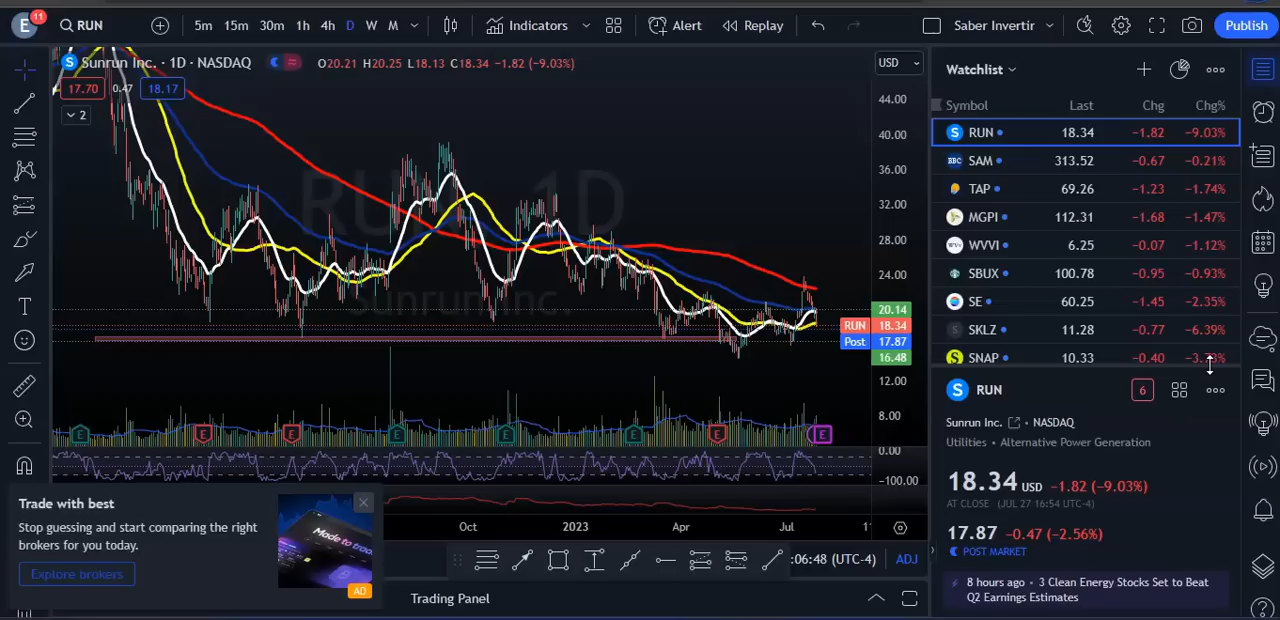 E 11 RUN 5m 15m 30m 1h 4h D W M Indicators Alert Replay Saber Invertir Publish
Sunrun Inc. · 1D · NASDAQ O20.21 H20.25 L18.13 C18.34 −1.82 (−9.03%) USD
17.70 0.47 18.17
2
RUN, 1D
Sunrun Inc.
44.00
40.00
36.00
32.00
28.00
24.00
20.14
RUN 18.34
Post 17.87
16.48
12.00
8.00
0.00
−100.00
E E E E E E E E
Oct 2023 Apr Jul 1
:06:48 (UTC-4) ADJ
Trading Panel
Trade with best
Stop guessing and start comparing the right
brokers for you today.
Explore brokers
Made to trad
AD
Watchlist
Symbol Last Chg Chg%
RUN 18.34 −1.82 −9.03%
SAM 313.52 −0.67 −0.21%
TAP 69.26 −1.23 −1.74%
MGPI 112.31 −1.68 −1.47%
WVVI 6.25 −0.07 −1.12%
SBUX 100.78 −0.95 −0.93%
SE 60.25 −1.45 −2.35%
SKLZ 11.28 −0.77 −6.39%
SNAP 10.33 −0.40
RUN 6
Sunrun Inc. · NASDAQ
Utilities · Alternative Power Generation
18.34 USD −1.82 (−9.03%)
AT CLOSE (JUL 27 16:54 UTC-4)
17.87 −0.47 (−2.56%)
POST MARKET
8 hours ago · 3 Clean Energy Stocks Set to Beat
Q2 Earnings Estimates